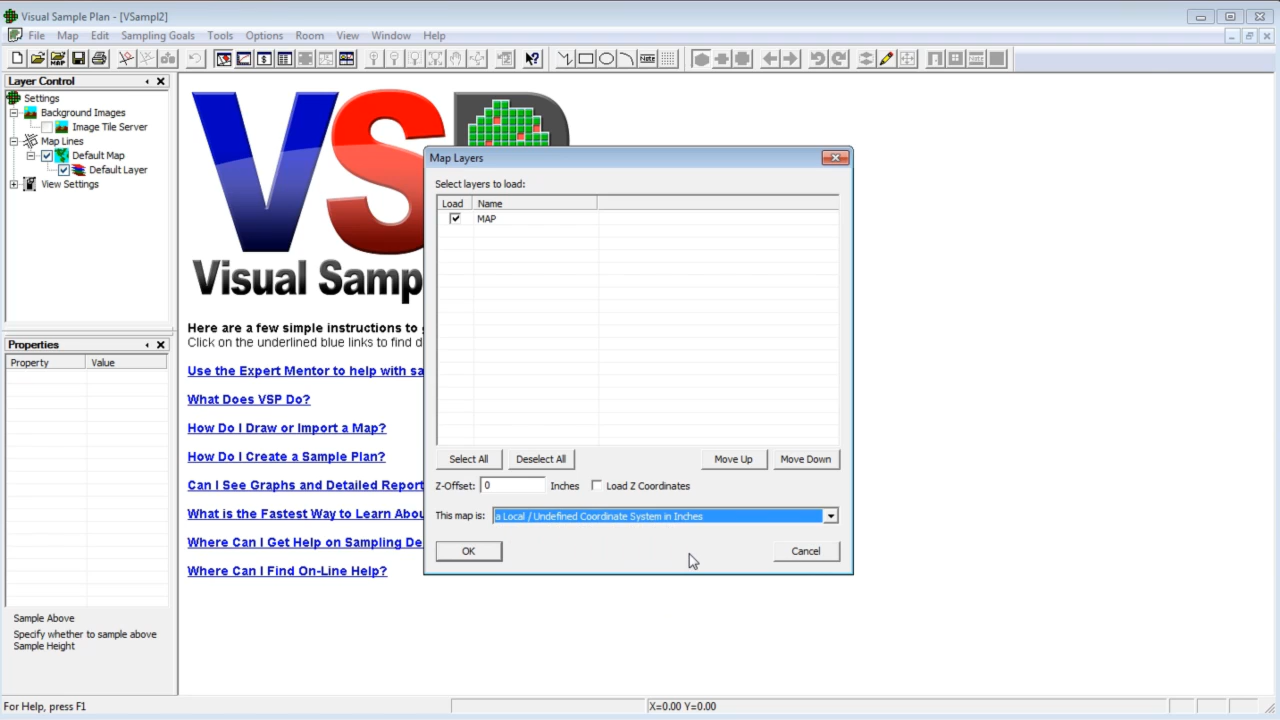 Visual Sample Plan - [VSampl2]
File Map Edit Sampling Goals Tools Options Room View Window Help
Note
Layer Control
Settings
Background Images
Image Tile Server
Map Lines
Default Map
Default Layer
View Settings
Properties
Property Value
Sample Above
Specify whether to sample above
Sample Height
VS
Visual Samp
Here are a few simple instructions to
Click on the underlined blue links to find
Use the Expert Mentor to help with sa
What Does VSP Do?
How Do I Draw or Import a Map?
How Do I Create a Sample Plan?
Can I See Graphs and Detailed Report
What is the Fastest Way to Learn Abou
Where Can I Get Help on Sampling De
Where Can I Find On-Line Help?
Map Layers
Select layers to load:
Load Name
MAP
Select All Deselect All Move Up Move Down
Z-Offset: 0 Inches Load Z Coordinates
This map is: a Local / Undefined Coordinate System in Inches
OK Cancel
For Help, press F1
X=0.00 Y=0.00